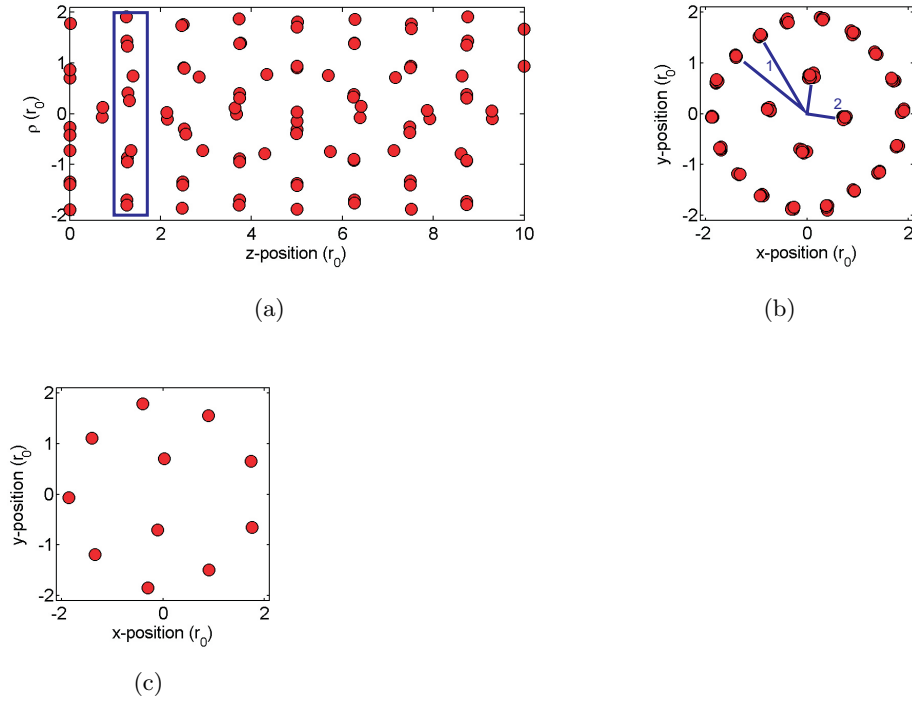 2
1
0
-1
-2
ρ (r0)
0 2 4 6 8 10
z-position (r0)
(a)
2
1
0
-1
-2
y-position (r0)
1
2
-2 0 2
x-position (r0)
(b)
2
1
0
-1
-2
y-position (r0)
-2 0 2
x-position (r0)
(c)